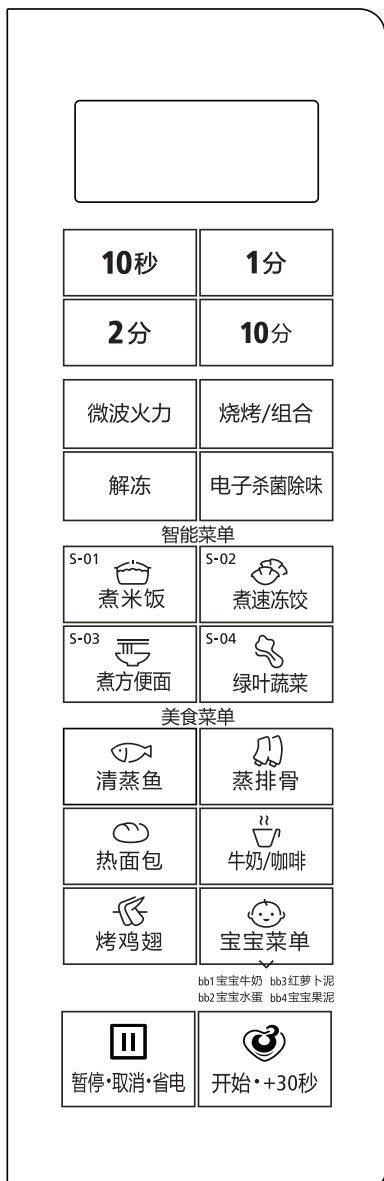 10秒 1分
2分 10分
微波火力 烧烤/组合
解冻 电子杀菌除味
智能菜单
S-01 S-02
煮米饭 煮速冻饺
S-03 S-04
煮方便面 绿叶蔬菜
美食菜单
清蒸鱼 蒸排骨
热面包 牛奶/咖啡
烤鸡翅 宝宝菜单
bb1宝宝牛奶 bb3红萝卜泥
bb2宝宝水蛋 bb4宝宝果泥
暂停·取消·省电 开始·+30秒